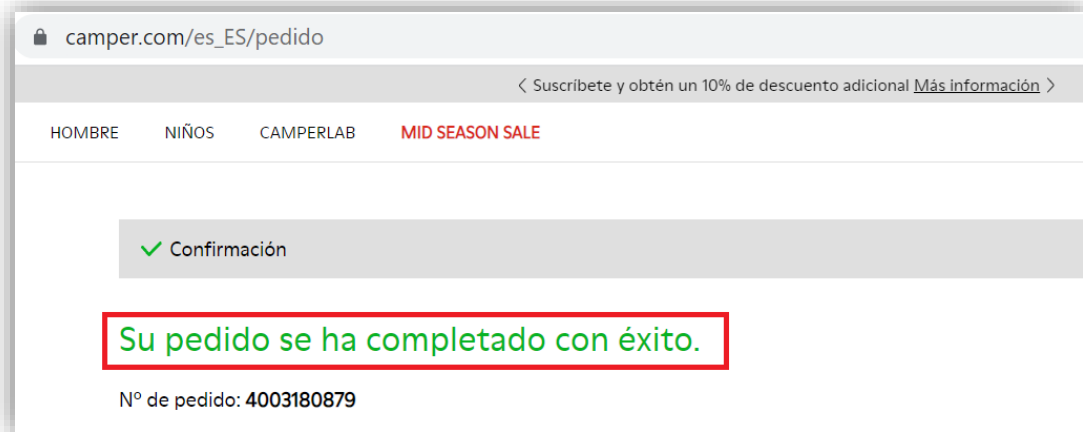 camper.com/es_ES/pedido
< Suscríbete y obtén un 10% de descuento adicional Más información >
HOMBRE NIÑOS CAMPERLAB MID SEASON SALE
Confirmación
Su pedido se ha completado con éxito.
Nº de pedido: 4003180879